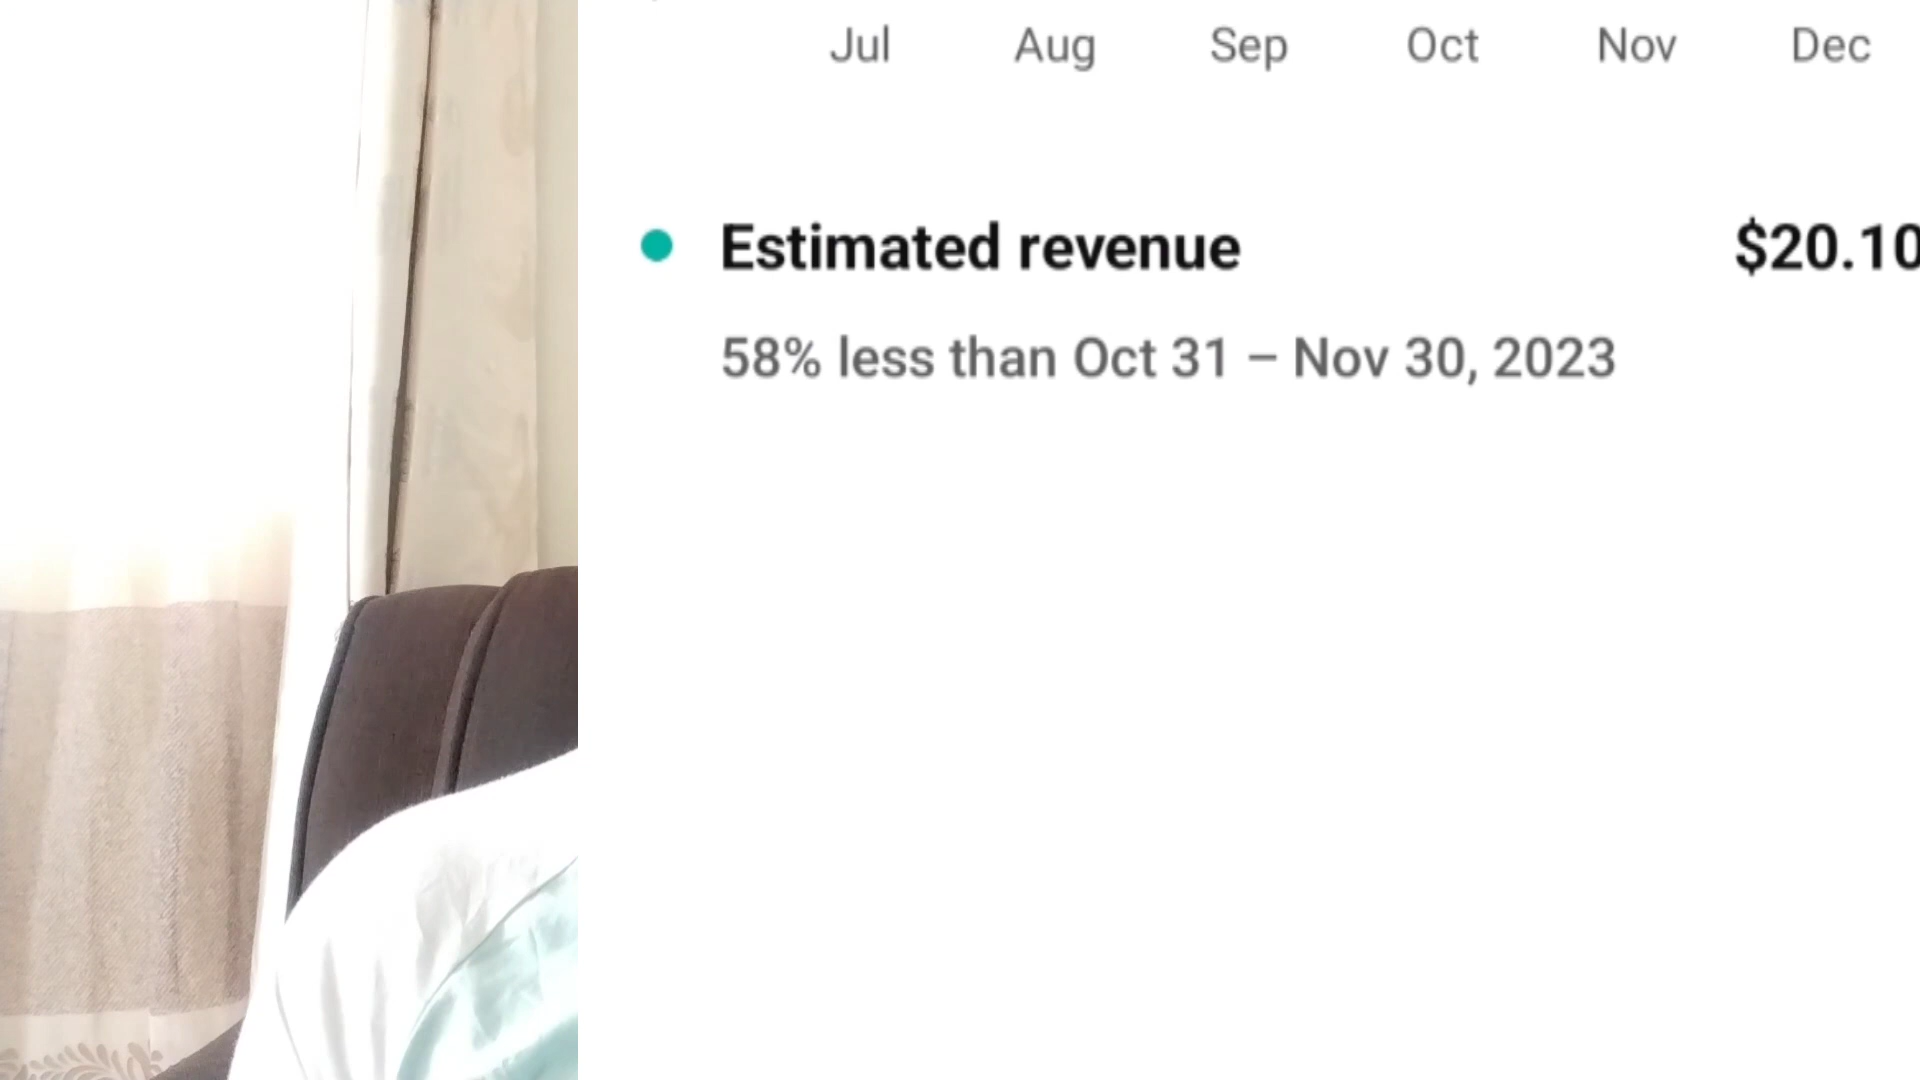 Jul Aug Sep Oct Nov Dec
Estimated revenue $20.10
58% less than Oct 31 – Nov 30, 2023